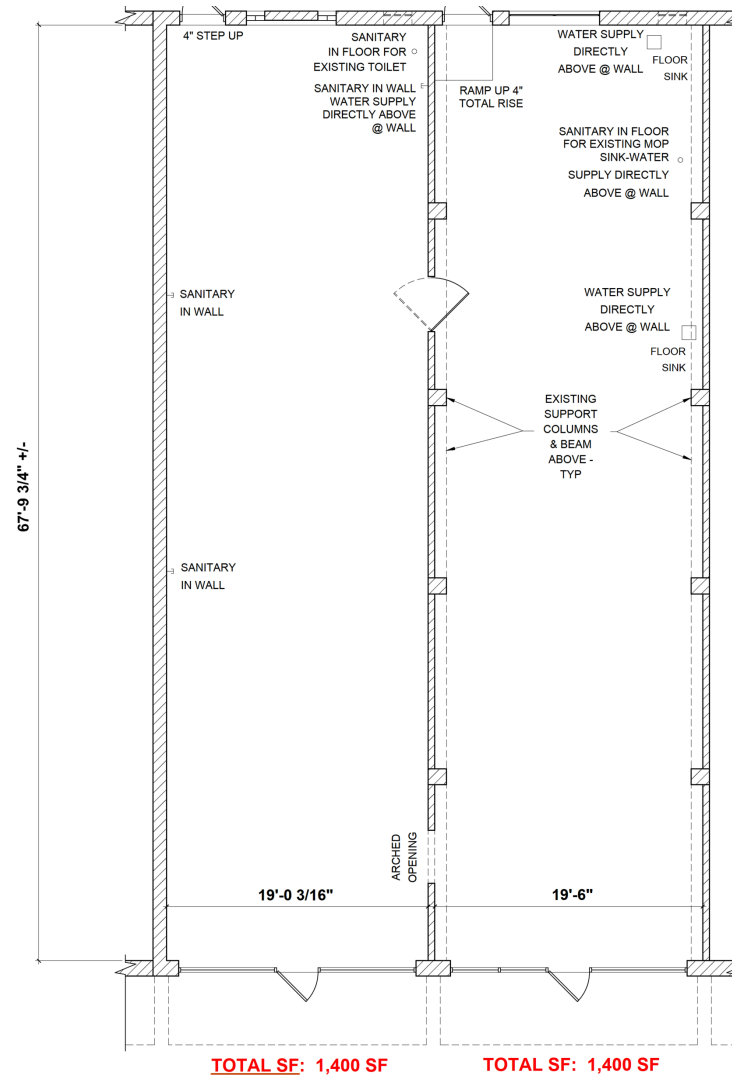 4" STEP UP
SANITARY
IN FLOOR FOR
EXISTING TOILET
SANITARY IN WALL
WATER SUPPLY
DIRECTLY ABOVE
@ WALL
RAMP UP 4"
TOTAL RISE
WATER SUPPLY
DIRECTLY
ABOVE @ WALL
FLOOR
SINK
SANITARY IN FLOOR
FOR EXISTING MOP
SINK-WATER
SUPPLY DIRECTLY
ABOVE @ WALL
SANITARY
IN WALL
WATER SUPPLY
DIRECTLY
ABOVE @ WALL
FLOOR
SINK
EXISTING
SUPPORT
COLUMNS
& BEAM
ABOVE -
TYP
67'-9 3/4" +/-
SANITARY
IN WALL
ARCHED
OPENING
19'-0 3/16"
19'-6"
TOTAL SF: 1,400 SF
TOTAL SF: 1,400 SF